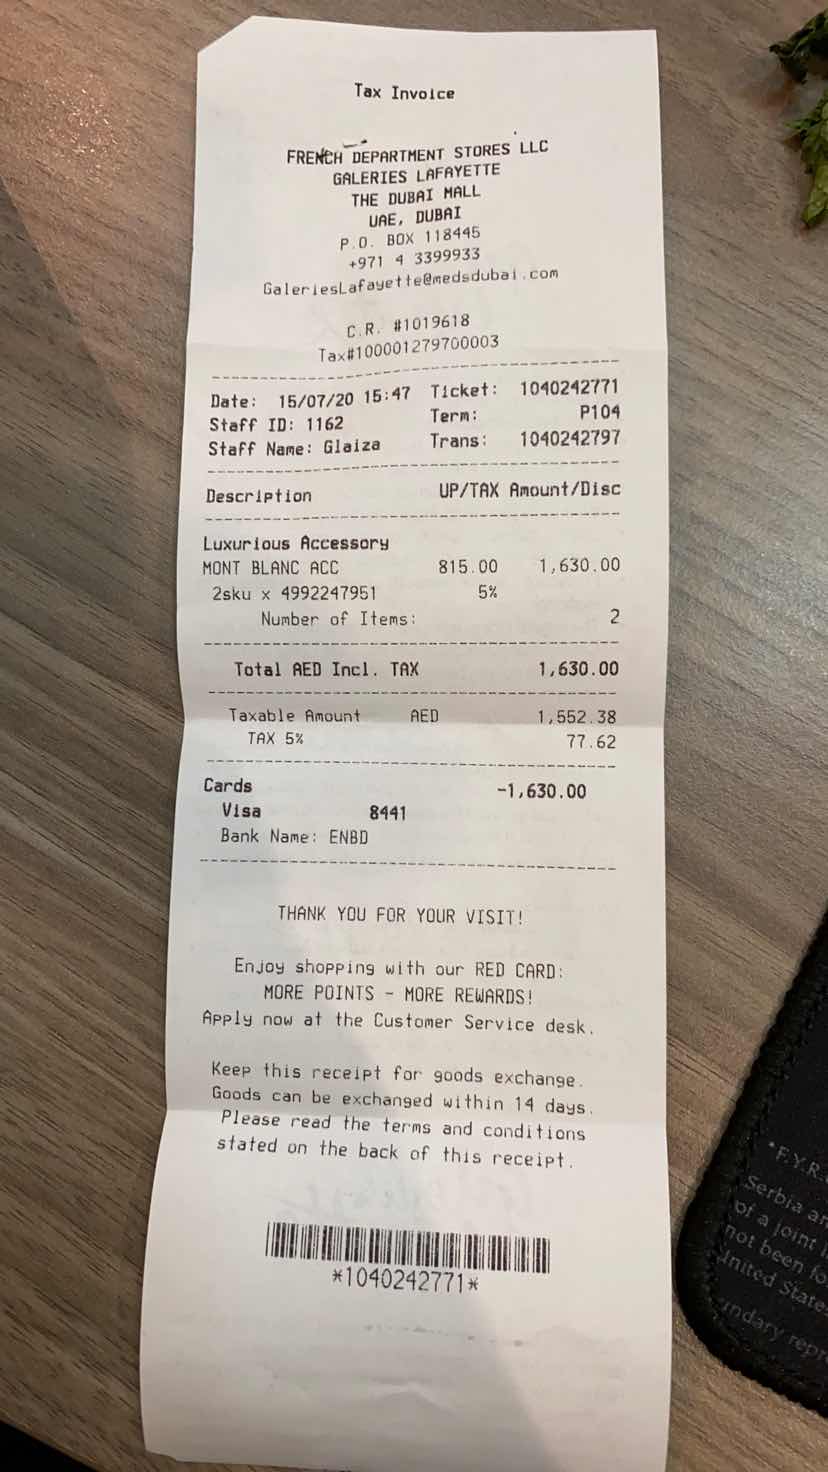 Tax Invoice
FRENCH DEPARTMENT STORES LLC
GALERIES LAFAYETTE
THE DUBAI MALL
UAE, DUBAI
P.O. BOX 118445
+971 4 3399933
GaleriesLafayette@medsdubai.com
C.R. #1019618
Tax#100001279700003
Date: 15/07/20 15:47 Ticket: 1040242771
Staff ID: 1162 Term: P104
Staff Name: Glaiza Trans: 1040242797
Description UP/TAX Amount/Disc
Luxurious Accessory
MONT BLANC ACC 815.00 1,630.00
2sku x 4992247951 5%
Number of Items: 2
Total AED Incl. TAX 1,630.00
Taxable Amount AED 1,552.38
TAX 5% 77.62
Cards -1,630.00
Visa 8441
Bank Name: ENBD
THANK YOU FOR YOUR VISIT!
Enjoy shopping with our RED CARD:
MORE POINTS - MORE REWARDS!
Apply now at the Customer Service desk.
Keep this receipt for goods exchange.
Goods can be exchanged within 14 days.
Please read the terms and conditions
stated on the back of this receipt.
*1040242771*
*F.Y.R.
Serbia
of a joint
not been
United State